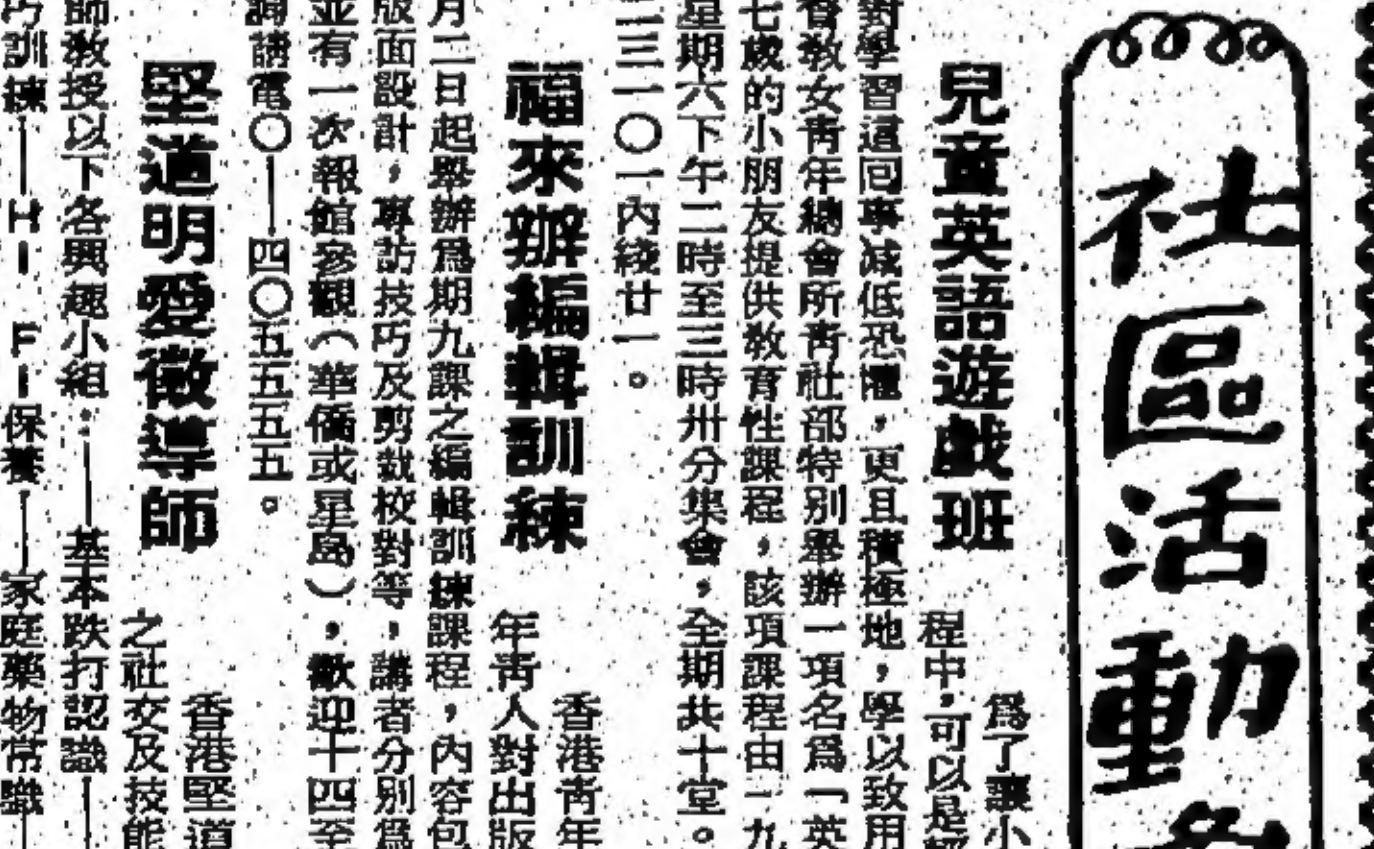 社區活動
兒童英語遊戲班
為了讓小
程中，可以是
對學習這回事減低恐懼，更且積極地，學以致用
督教女青年總會所青社部特別舉辦一項名為「英
七歲的小朋友提供教育性課程，該項課程由一九
星期六下午二時至三時卅分集會，全期共十堂。
三三一〇一內綫廿一。
福來辦編輯訓練
香港青年
年青人對出版
月二日起舉辦為期九課之編輯訓練課程，內容包
版面設計，專訪技巧及剪裁校對等，講者分別為
並有一次報館參觀（華僑或星島），歡迎十四至
詢請電〇——四〇五五五五。
堅道明愛徵導師
香港堅道
之社交及技能
師教授以下各興趣小組：——基本跌打認識——
巧訓練——HI FI保養——家庭藥物常識——